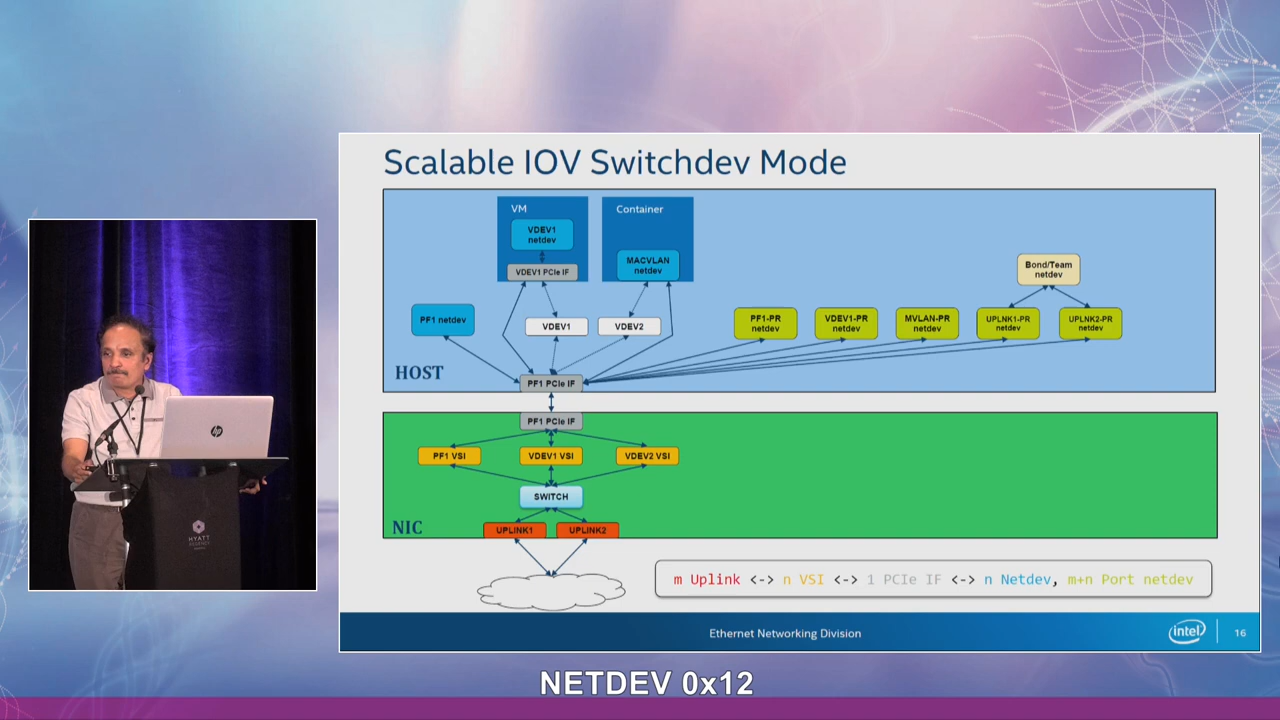 Scalable IOV Switchdev Mode
VM
Container
VDEV1
netdev
VDEV1 PCIe IF
MACVLAN
netdev
PF1 netdev
VDEV1
VDEV2
PF1-PR
netdev
VDEV1-PR
netdev
MVLAN-PR
netdev
Bond/Team
netdev
UPLNK1-PR
netdev
UPLNK2-PR
netdev
HOST
PF1 PCIe IF
PF1 PCIe IF
PF1 VSI
VDEV1 VSI
VDEV2 VSI
SWITCH
NIC
UPLINK1
UPLINK2
m Uplink <-> n VSI <-> 1 PCIe IF <-> n Netdev, m+n Port netdev
Ethernet Networking Division
intel
16
hp
HYATT
REGENCY
NETDEV 0x12